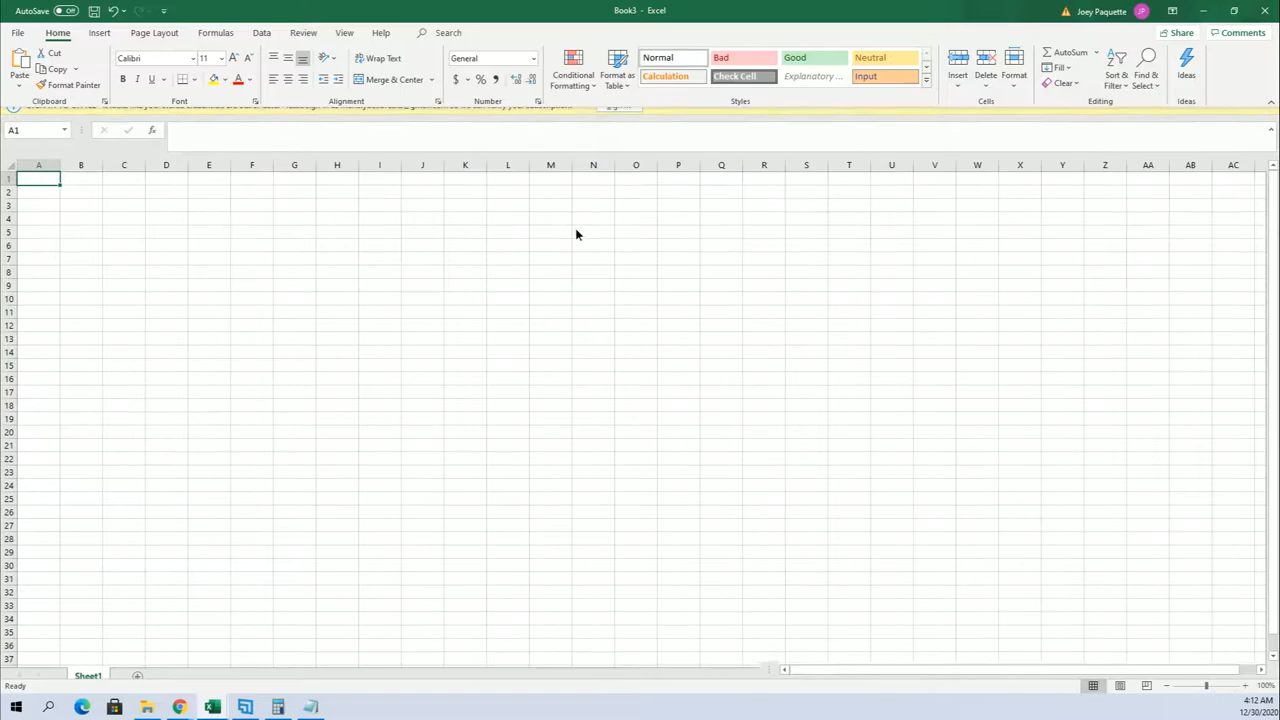 AutoSave Off Book3 - Excel Joey Paquette JP
File Home Insert Page Layout Formulas Data Review View Help Search Share Comments
Paste Cut Copy Format Painter Clipboard
Calibri 11 B I U A Font
Wrap Text Merge & Center Alignment
General $ % Number
Conditional Formatting Format as Table
Normal Bad Good Neutral
Calculation Check Cell Explanatory ... Input
Styles
Insert Delete Format Cells
AutoSum Fill Clear Sort & Filter Find & Select Editing
Ideas Ideas
A1 fx
A B C D E F G H I J K L M N O P Q R S T U V W X Y Z AA AB AC
1
2
3
4
5
6
7
8
9
10
11
12
13
14
15
16
17
18
19
20
21
22
23
24
25
26
27
28
29
30
31
32
33
34
35
36
37
Sheet1
Ready 100%
4:12 AM
12/30/2020